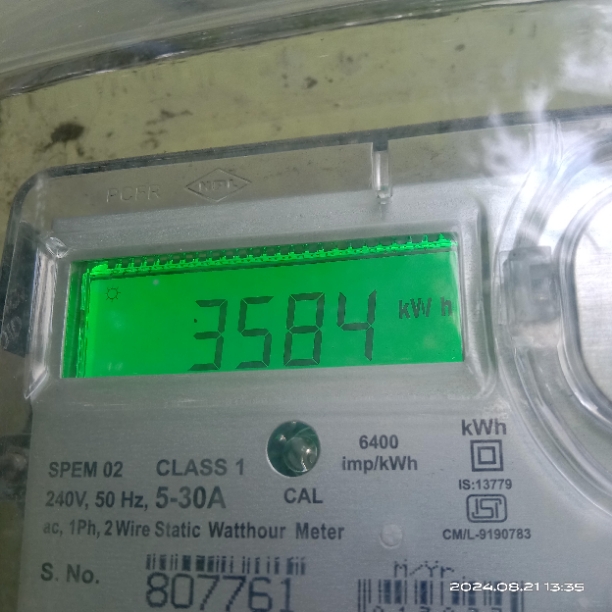 PCPR
3584 kWh
6400
imp/kWh
kWh
IS:13779
CM/L-9190783
SPEM 02 CLASS 1
240V, 50 Hz, 5-30A
CAL
ac, 1Ph, 2 Wire Static Watthour Meter
S. No.
807761
M/Yr
2024.08.21 13:35